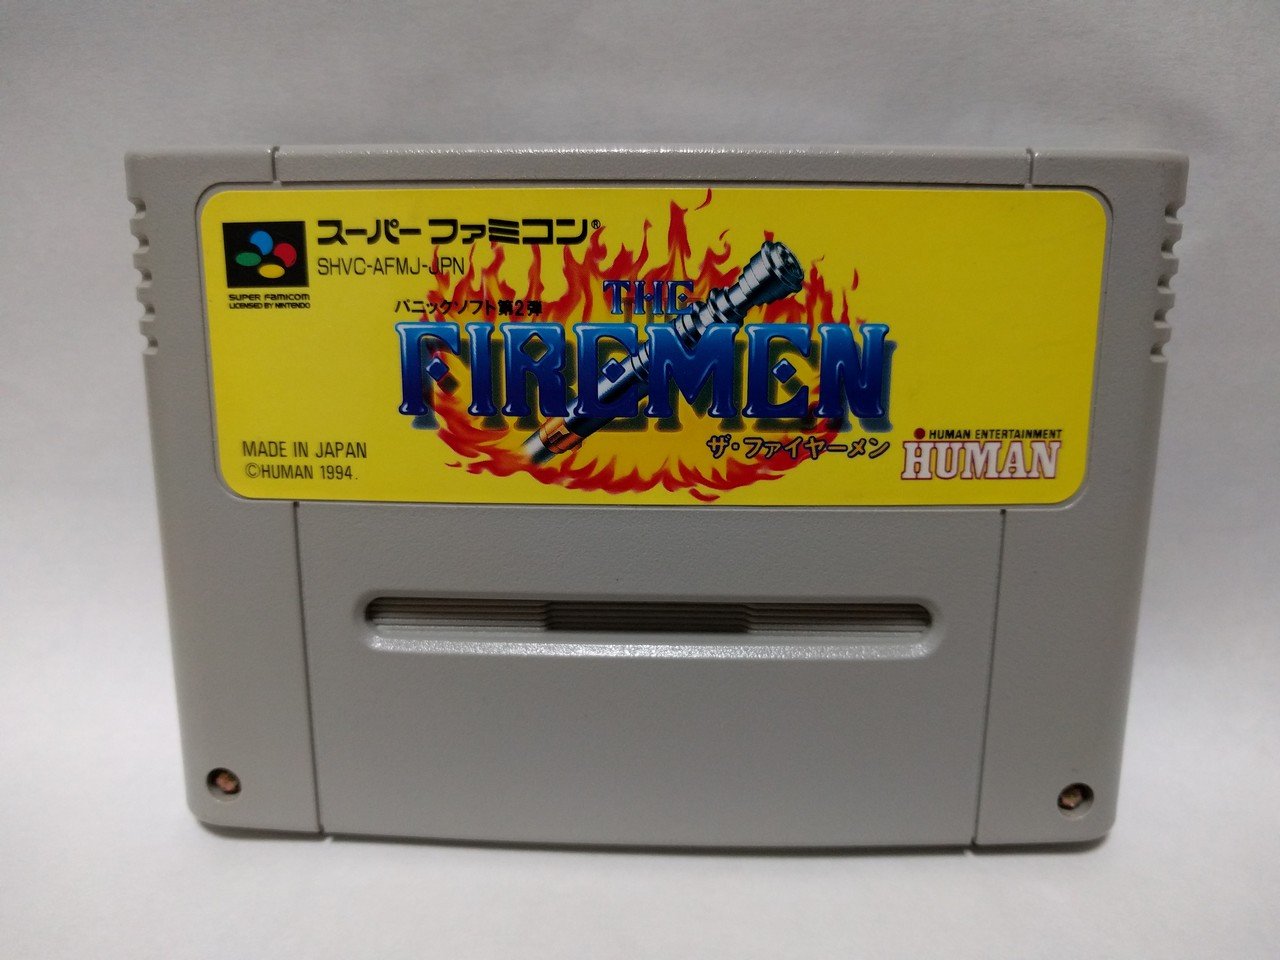 スーパーファミコン®
SHVC-AFMJ-JPN
SUPER FAMICOM
LICENSED BY NINTENDO
パニックソフト第2弾
THE
FIREMEN
ザ・ファイヤーメン
MADE IN JAPAN
©HUMAN 1994.
HUMAN ENTERTAINMENT
HUMAN